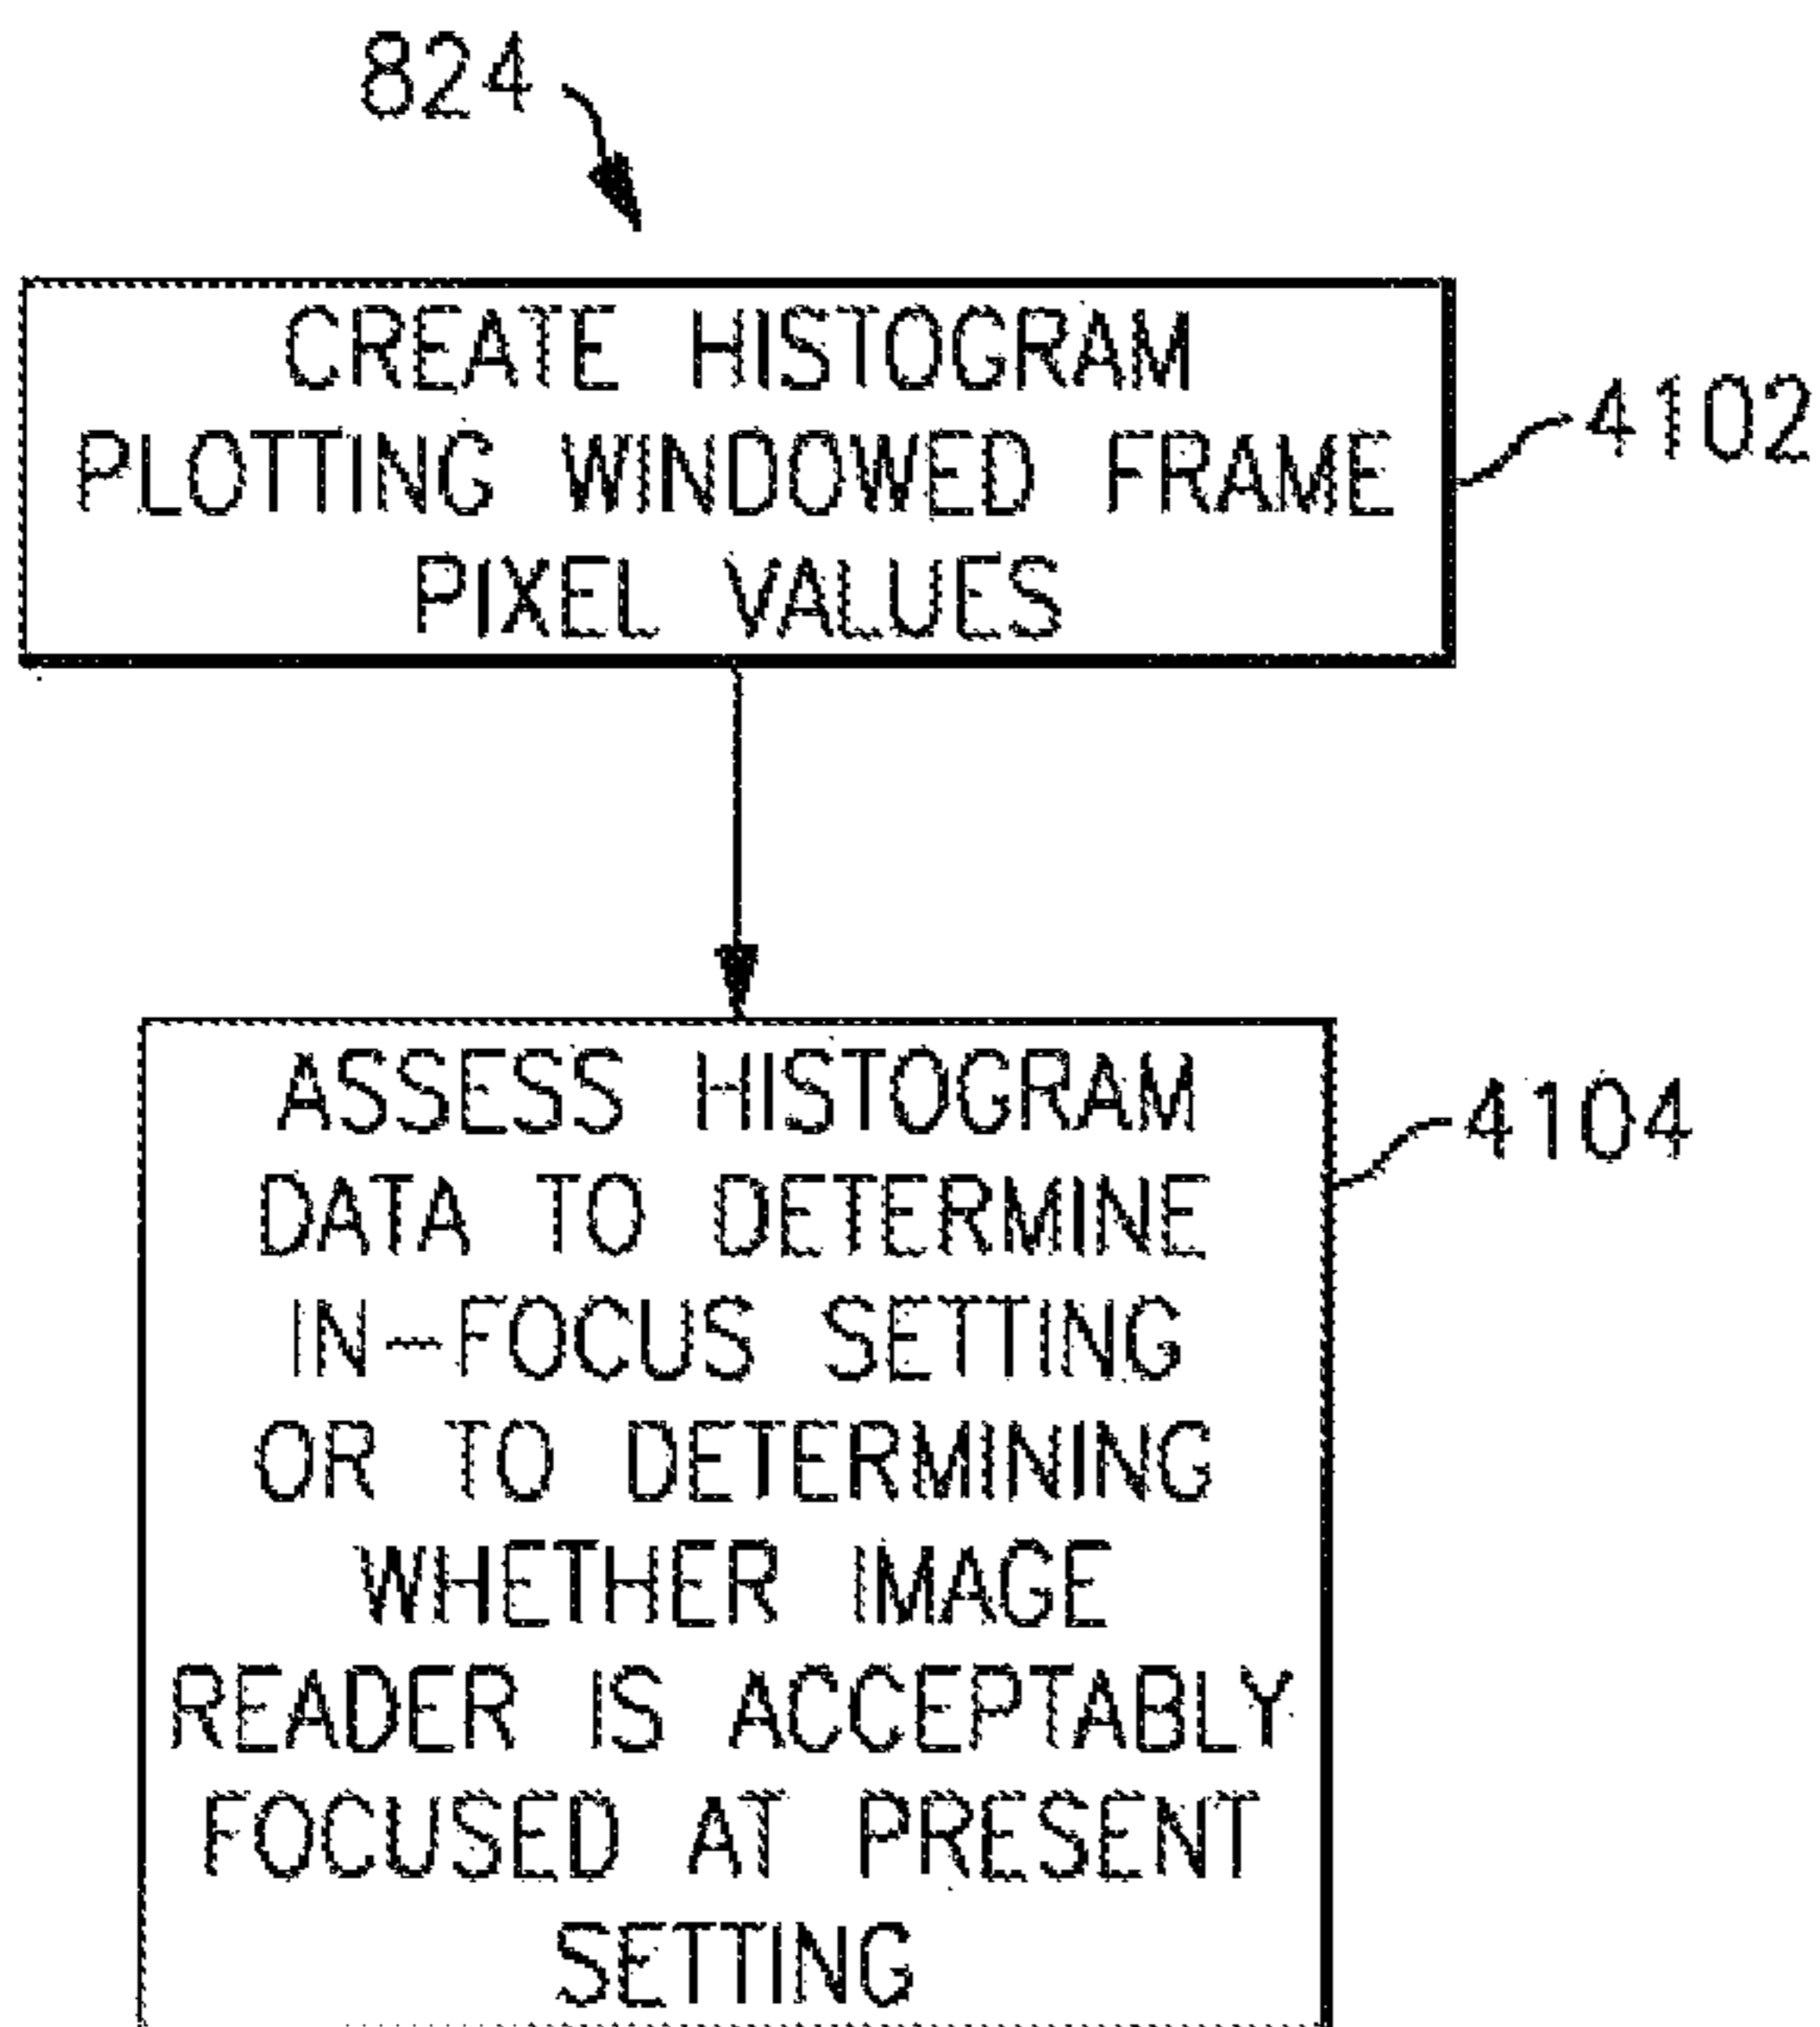 824
CREATE HISTOGRAM
PLOTTING WINDOWED FRAME
PIXEL VALUES
4102
ASSESS HISTOGRAM
DATA TO DETERMINE
IN-FOCUS SETTING
OR TO DETERMINING
WHETHER IMAGE
READER IS ACCEPTABLY
FOCUSED AT PRESENT
SETTING
4104